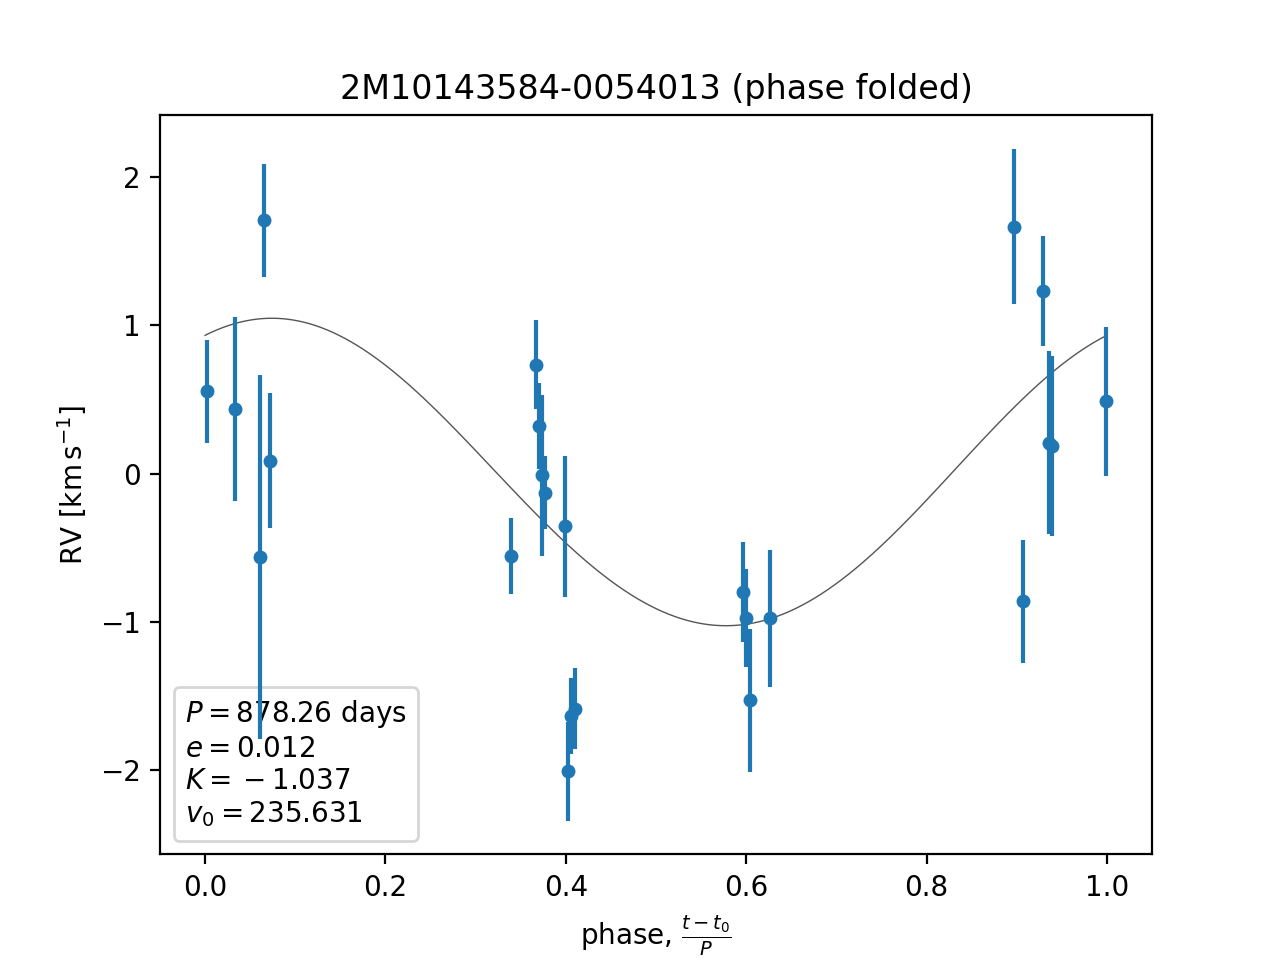 2M10143584-0054013 (phase folded)
2
1
0
−1
−2
RV [km s⁻¹]
P = 878.26 days
e = 0.012
K = −1.037
v₀ = 235.631
0.0 0.2 0.4 0.6 0.8 1.0
phase, (t − t₀)/P